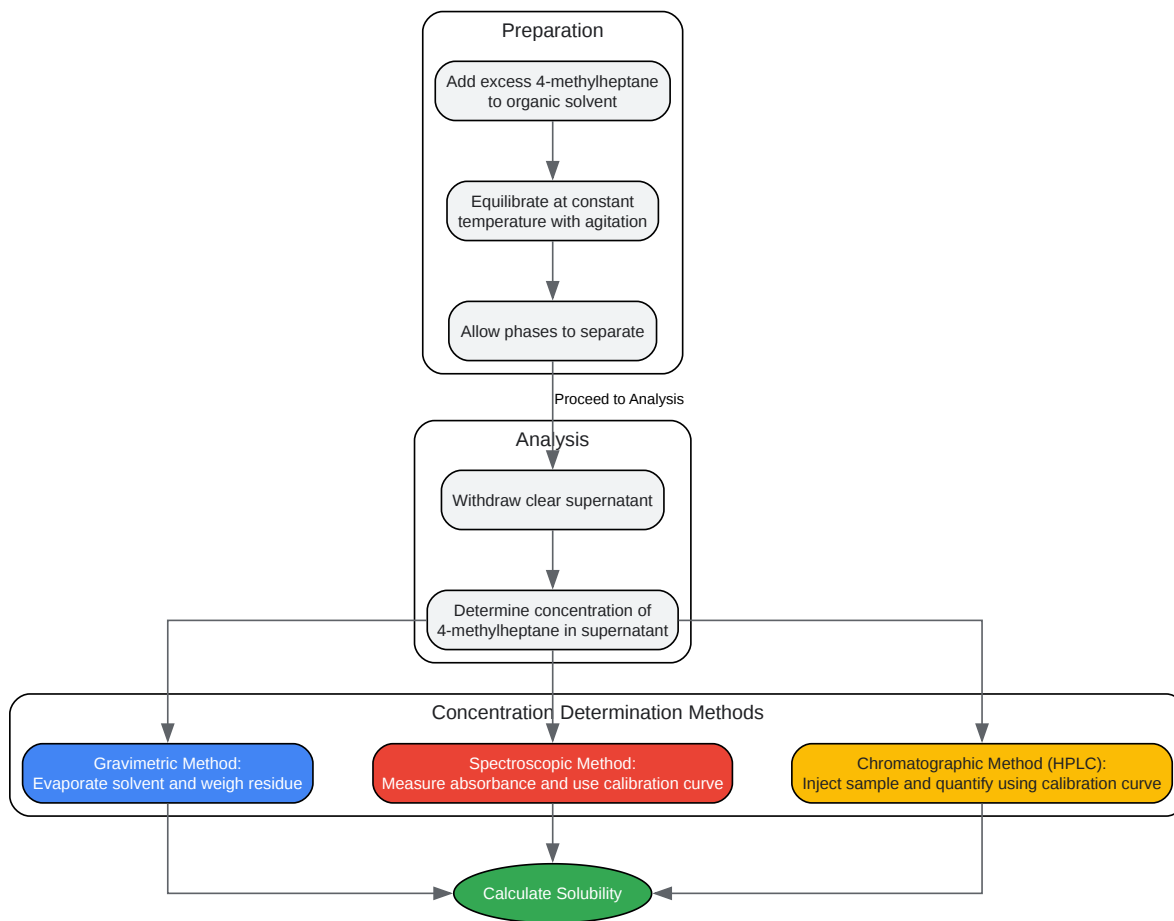 Preparation
Add excess 4-methylheptane
to organic solvent
Equilibrate at constant
temperature with agitation
Allow phases to separate
Proceed to Analysis
Analysis
Withdraw clear supernatant
Determine concentration of
4-methylheptane in supernatant
Concentration Determination Methods
Gravimetric Method:
Evaporate solvent and weigh residue
Spectroscopic Method:
Measure absorbance and use calibration curve
Chromatographic Method (HPLC):
Inject sample and quantify using calibration curve
Calculate Solubility